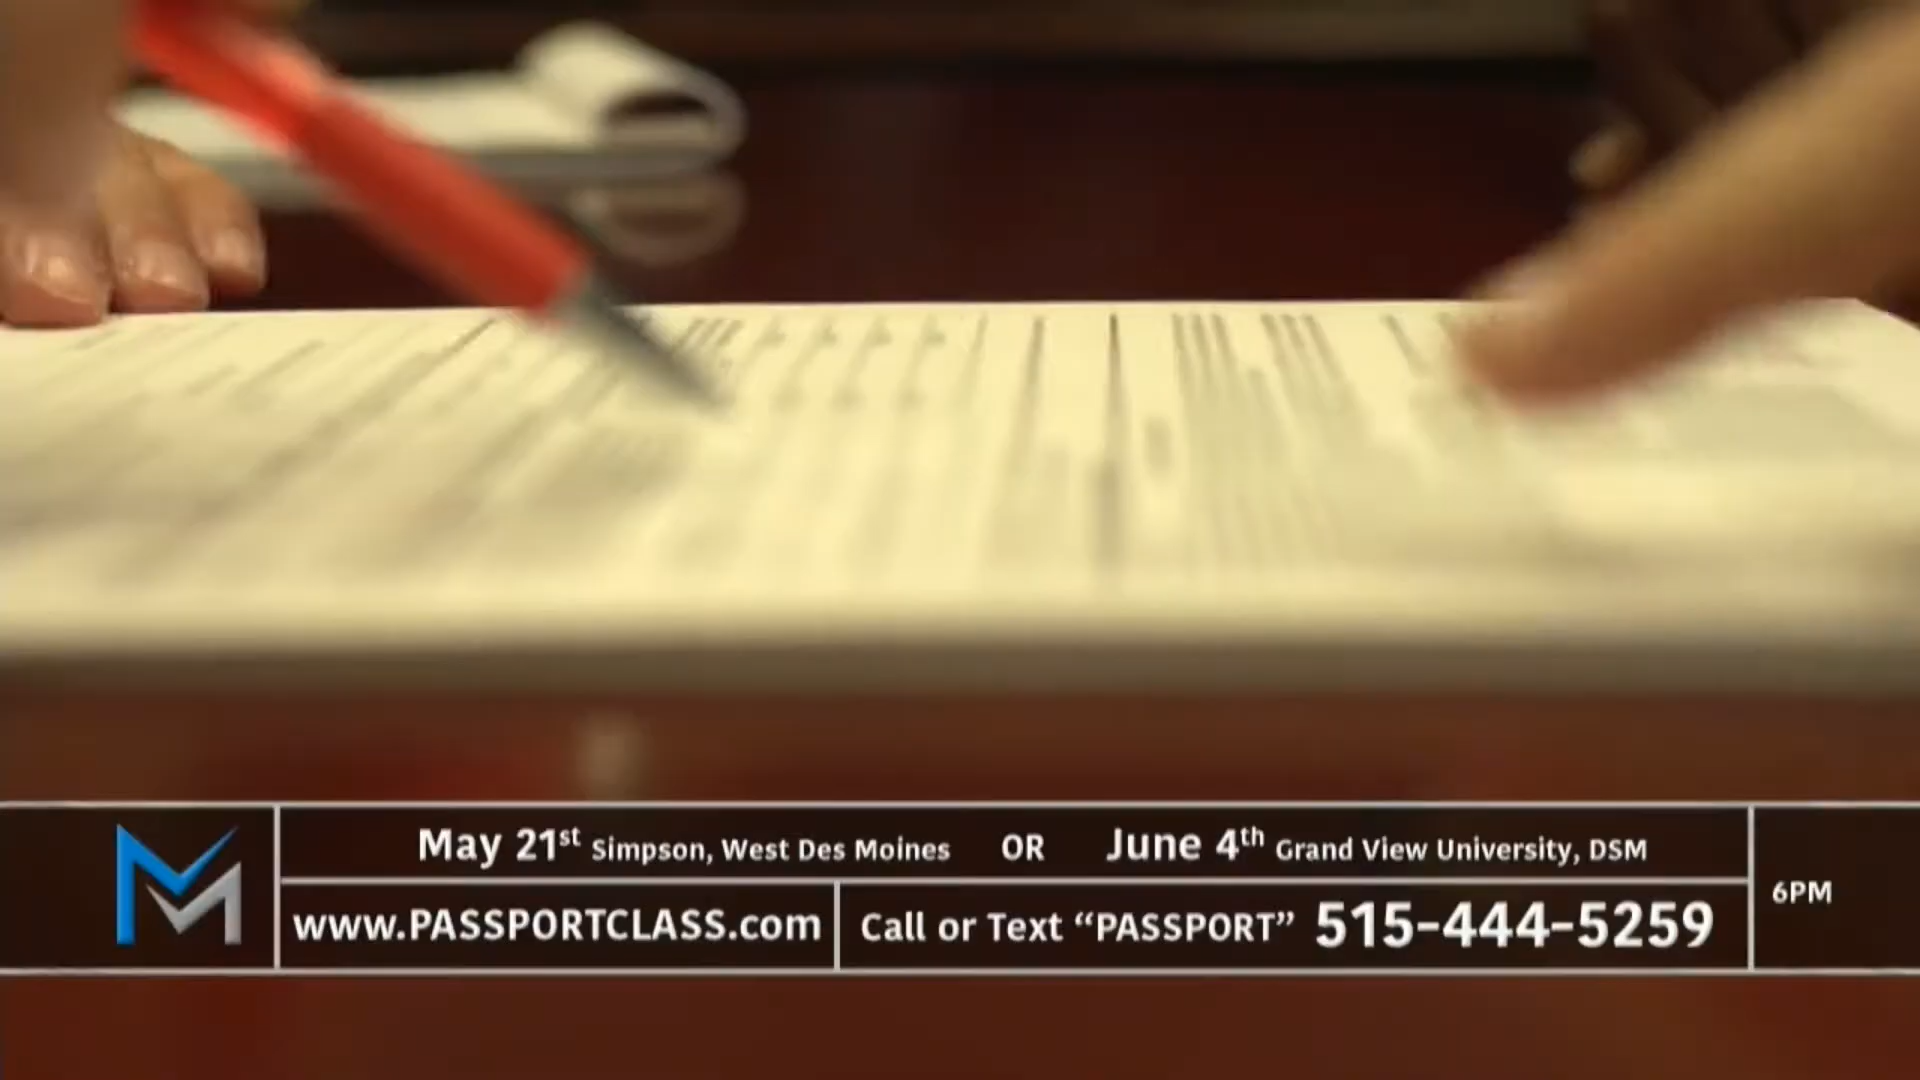 May 21st Simpson, West Des Moines OR June 4th Grand View University, DSM
6PM
www.PASSPORTCLASS.com
Call or Text “PASSPORT” 515-444-5259